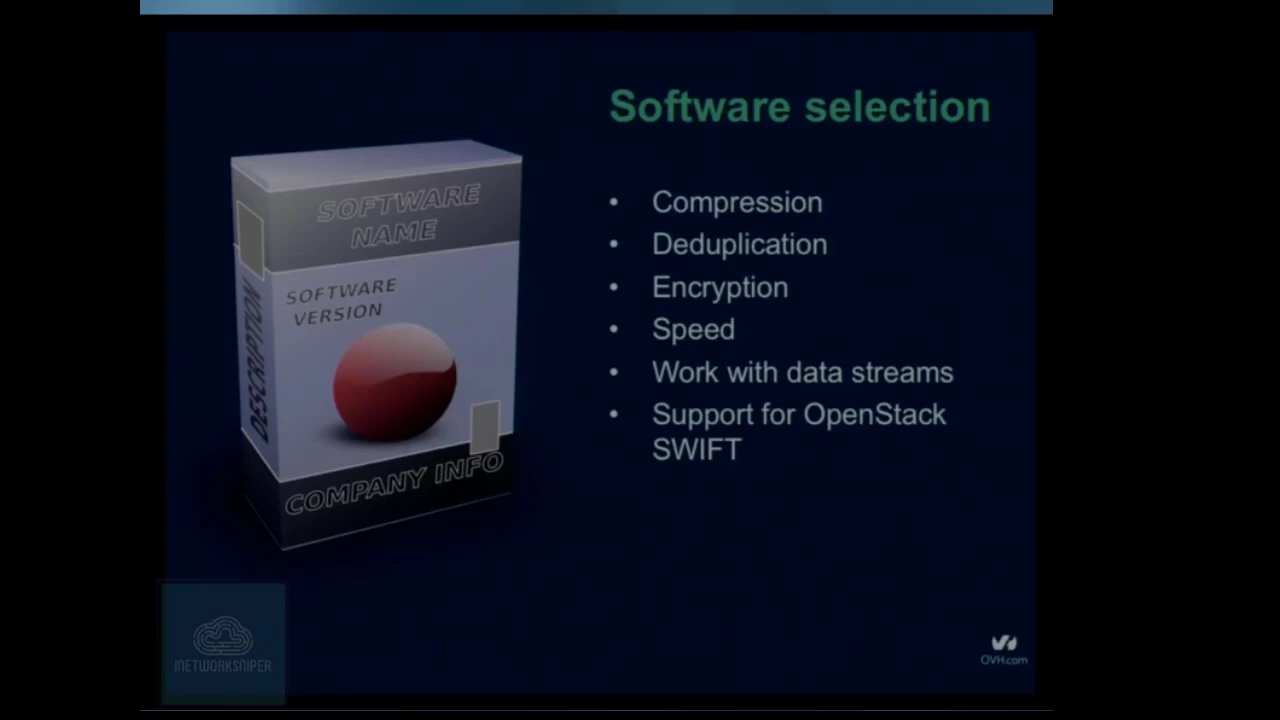 Software selection
SOFTWARE
NAME
SOFTWARE
VERSION
DESCRIPTION
COMPANY INFO
• Compression
• Deduplication
• Encryption
• Speed
• Work with data streams
• Support for OpenStack
SWIFT
INETWORKSNIPER
OVH.com